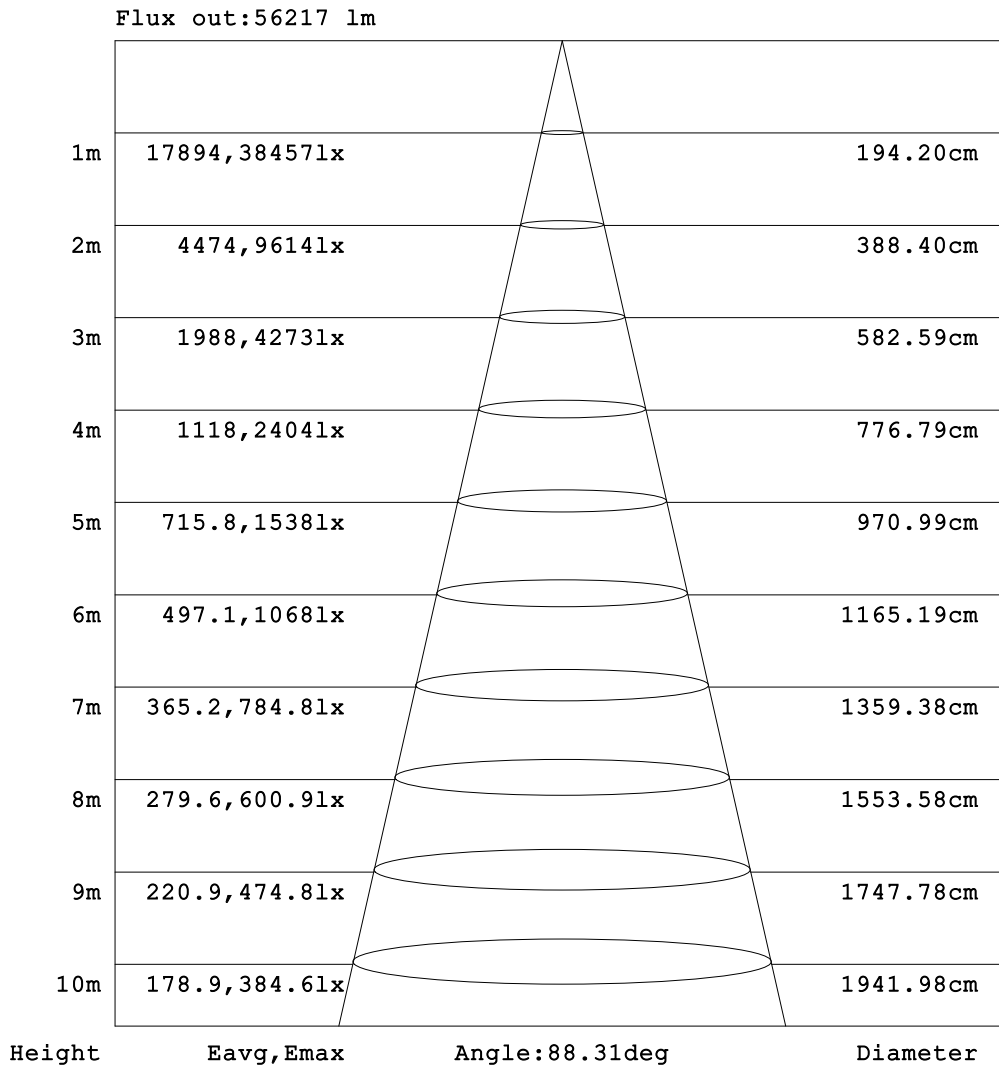 Flux out:56217 lm
1m 17894,38457lx 194.20cm
2m 4474,9614lx 388.40cm
3m 1988,4273lx 582.59cm
4m 1118,2404lx 776.79cm
5m 715.8,1538lx 970.99cm
6m 497.1,1068lx 1165.19cm
7m 365.2,784.8lx 1359.38cm
8m 279.6,600.9lx 1553.58cm
9m 220.9,474.8lx 1747.78cm
10m 178.9,384.6lx 1941.98cm
Height Eavg,Emax Angle:88.31deg Diameter